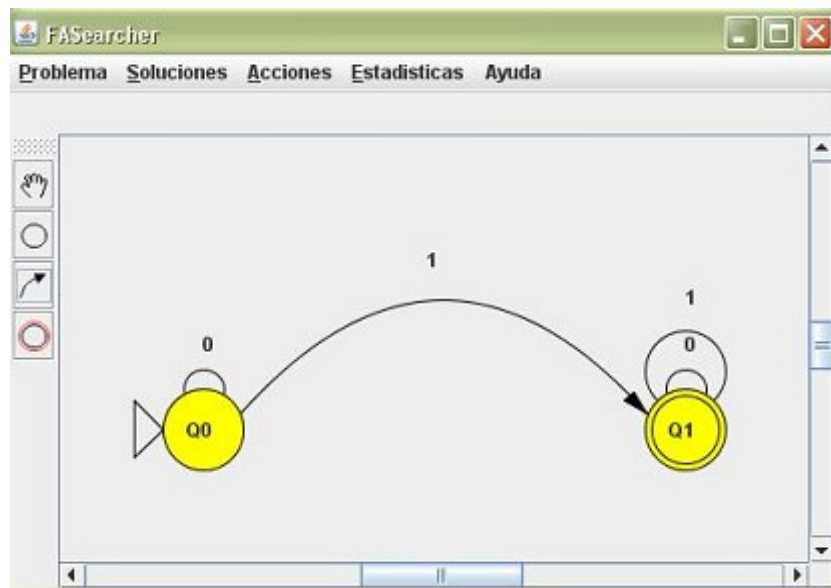 FASearcher
Problema Soluciones Acciones Estadisticas Ayuda
1
1
0
0
Q0
Q1